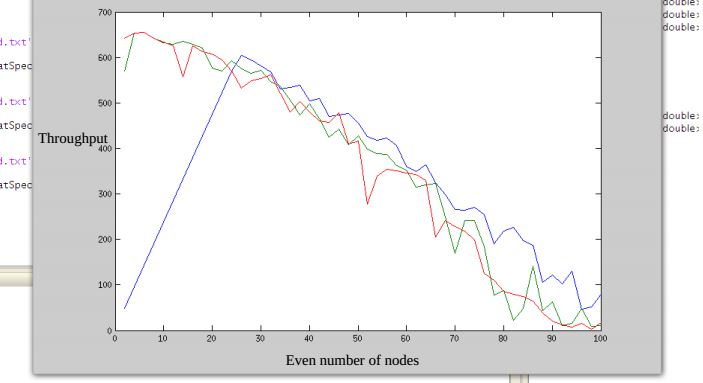 double>
double>
double>
d.txt'
atSpec
d.txt'
atSpec
double>
double>
d.txt'
atSpec
Throughput
700
600
500
400
300
200
100
0
0 10 20 30 40 50 60 70 80 90 100
Even number of nodes